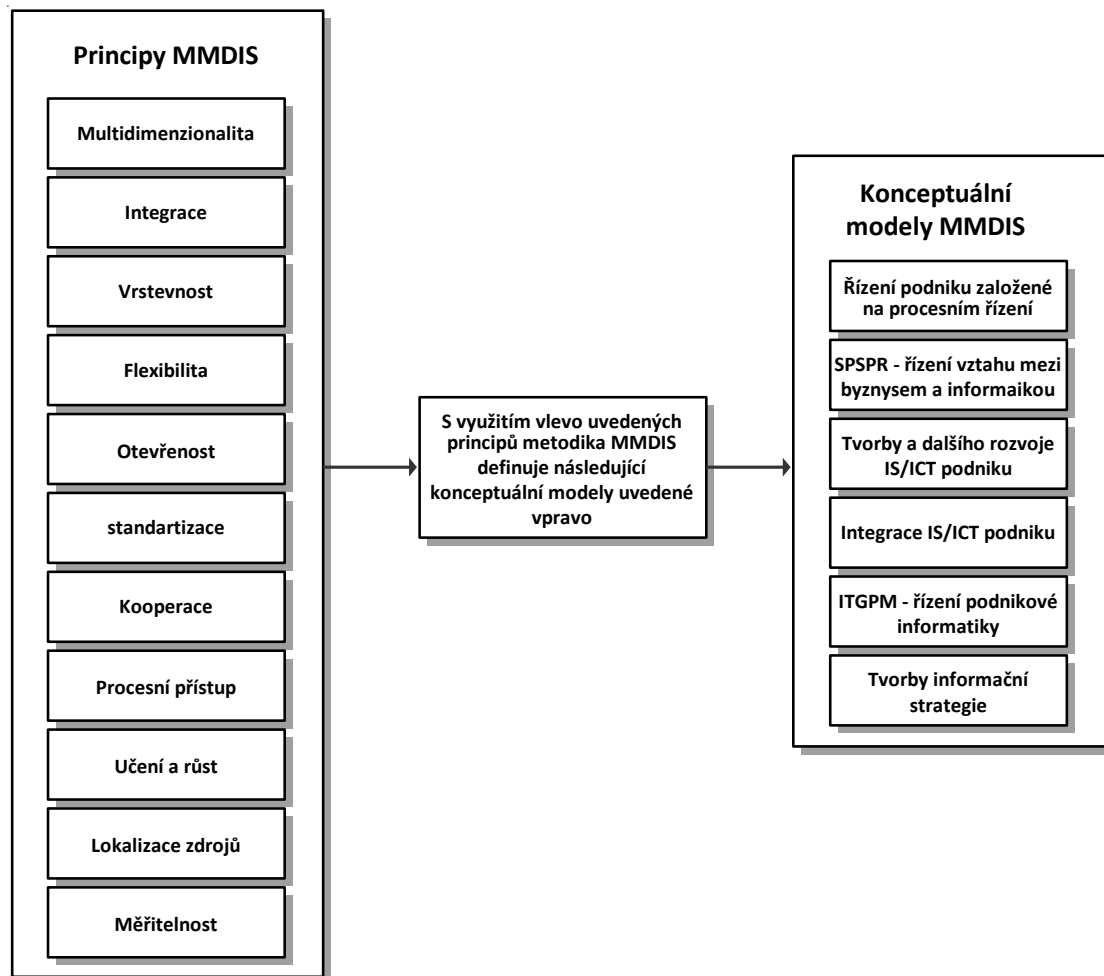 Principy MMDIS
Multidimenzionalita
Integrace
Vrstevnost
Flexibilita
Otevřenost
standartizace
Kooperace
Procesní přístup
Učení a růst
Lokalizace zdrojů
Měřitelnost
S využitím vlevo uvedených
principů metodika MMDIS
definuje následující
konceptuální modely uvedené
vpravo
Konceptuální
modely MMDIS
Řízení podniku založené
na procesním řízení
SPSPR - řízení vztahu mezi
byznysem a informaikou
Tvorby a dalšího rozvoje
IS/ICT podniku
Integrace IS/ICT podniku
ITGPM - řízení podnikové
informatiky
Tvorby informační
strategie